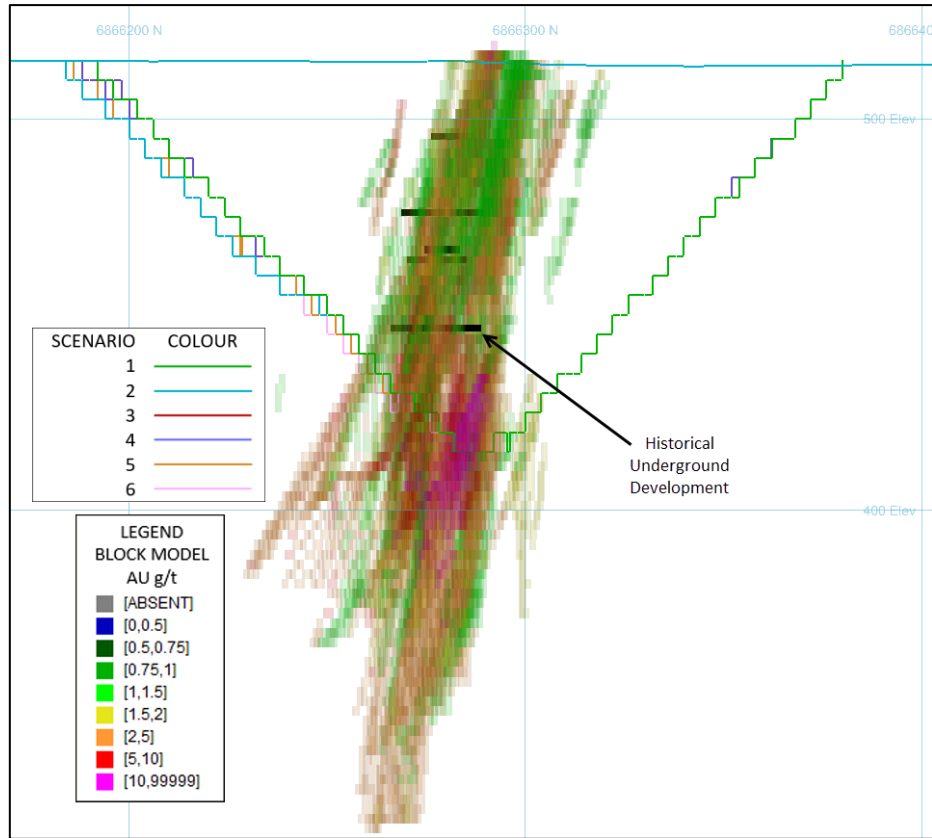 6866200 N
6866300 N
686640
500 Elev
SCENARIO COLOUR
1
2
3
4
5
6
Historical
Underground
Development
400 Elev
LEGEND
BLOCK MODEL
AU g/t
[ABSENT]
[0,0.5]
[0.5,0.75]
[0.75,1]
[1,1.5]
[1.5,2]
[2,5]
[5,10]
[10,99999]